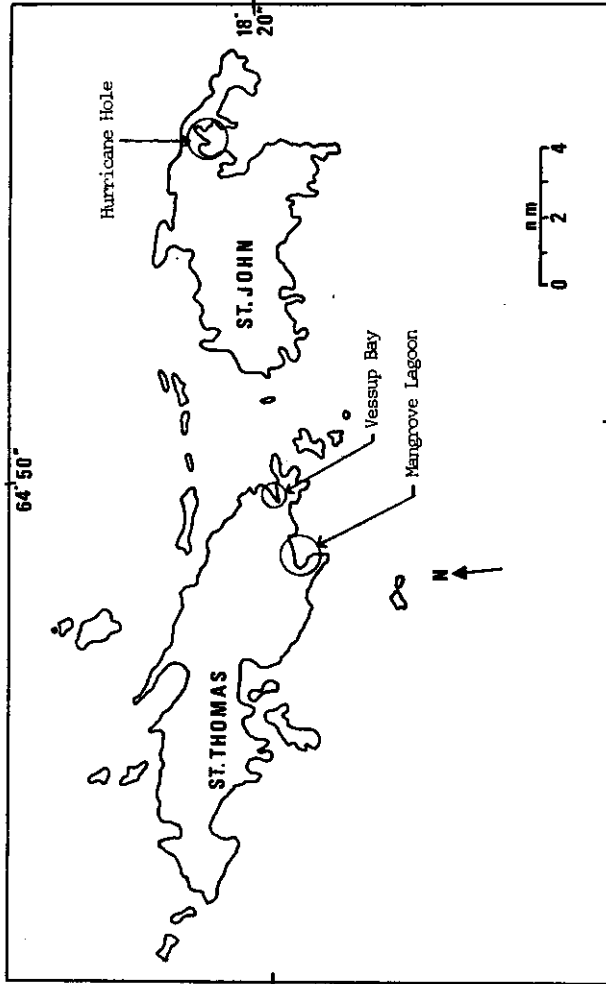 64° 50"
18°
20"
Hurricane Hole
ST. JOHN
ST. THOMAS
Vessup Bay
Mangrove Lagoon
N
nm
0 2 4